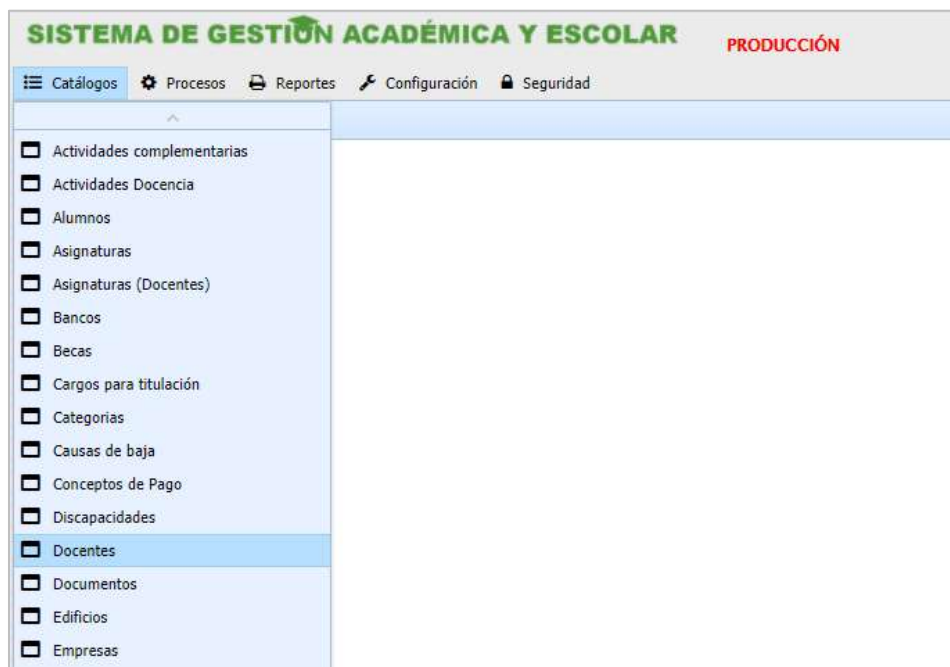 SISTEMA DE GESTIÓN ACADÉMICA Y ESCOLAR
PRODUCCIÓN
Catálogos Procesos Reportes Configuración Seguridad
Actividades complementarias
Actividades Docencia
Alumnos
Asignaturas
Asignaturas (Docentes)
Bancos
Becas
Cargos para titulación
Categorias
Causas de baja
Conceptos de Pago
Discapacidades
Docentes
Documentos
Edificios
Empresas